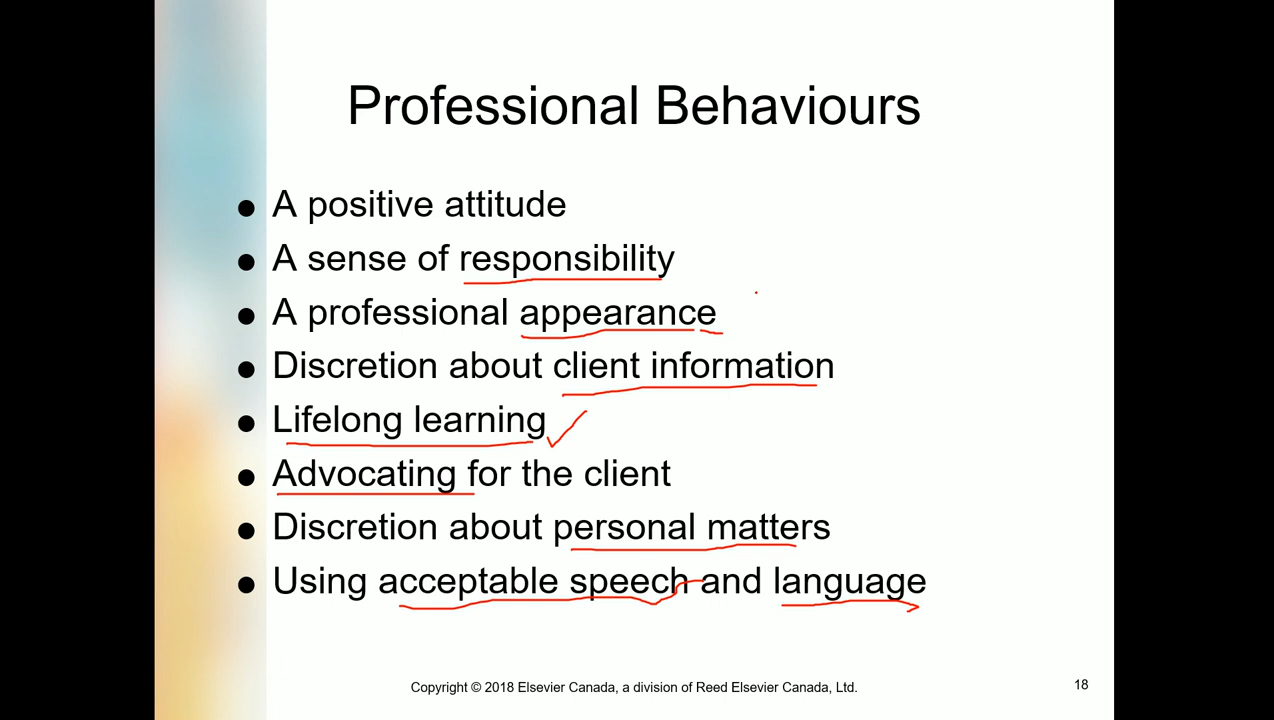 Professional Behaviours
● A positive attitude
● A sense of responsibility
● A professional appearance
● Discretion about client information
● Lifelong learning
● Advocating for the client
● Discretion about personal matters
● Using acceptable speech and language
Copyright © 2018 Elsevier Canada, a division of Reed Elsevier Canada, Ltd.
18